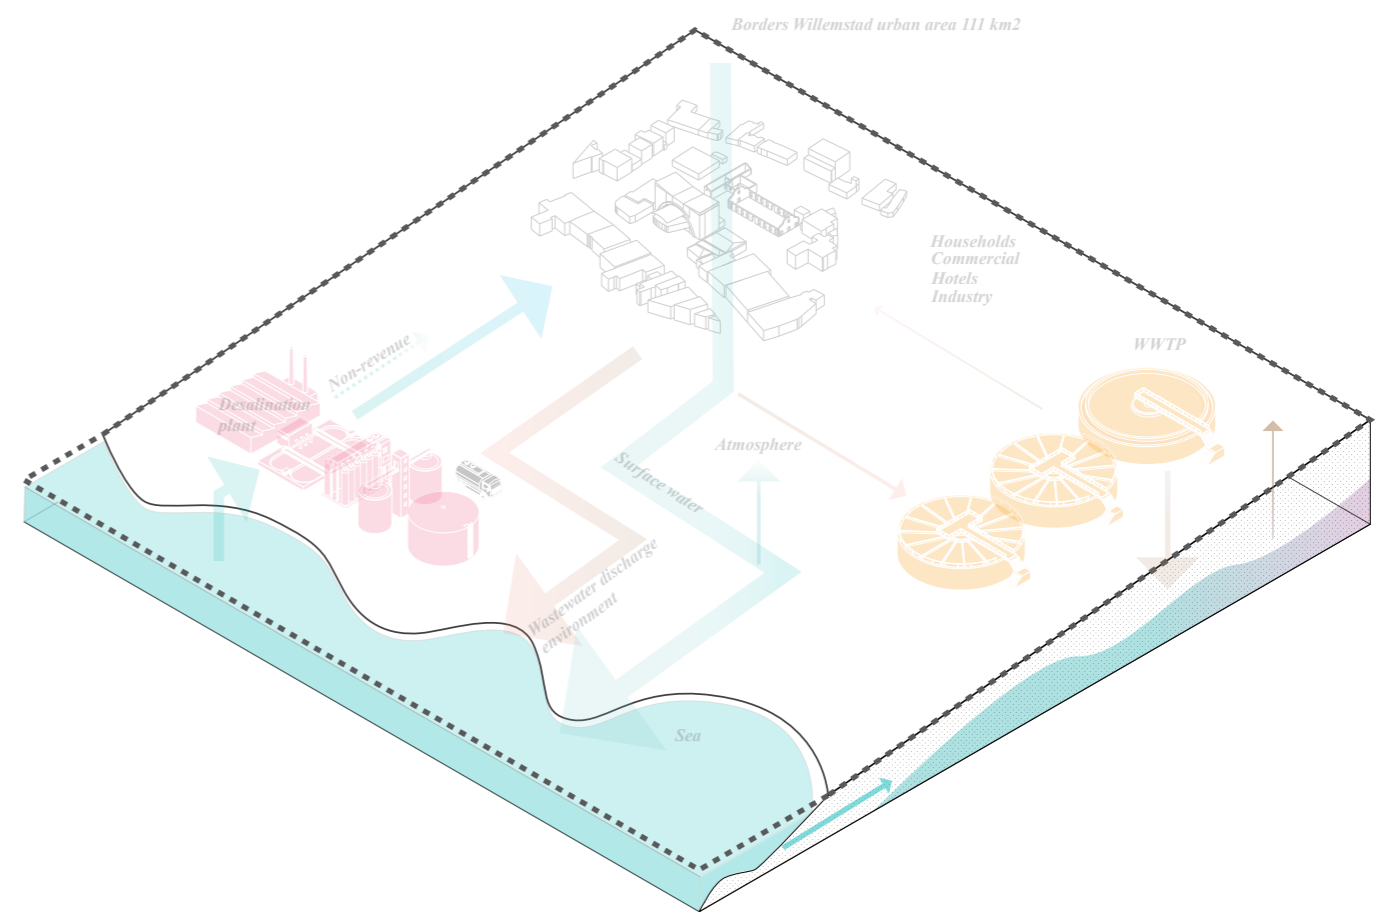 Borders Willemstad urban area 111 km2
Households
Commercial
Hotels
Industry
WWTP
Non-revenue
Desalination
plant
Atmosphere
Surface water
Wastewater discharge
environment
Sea